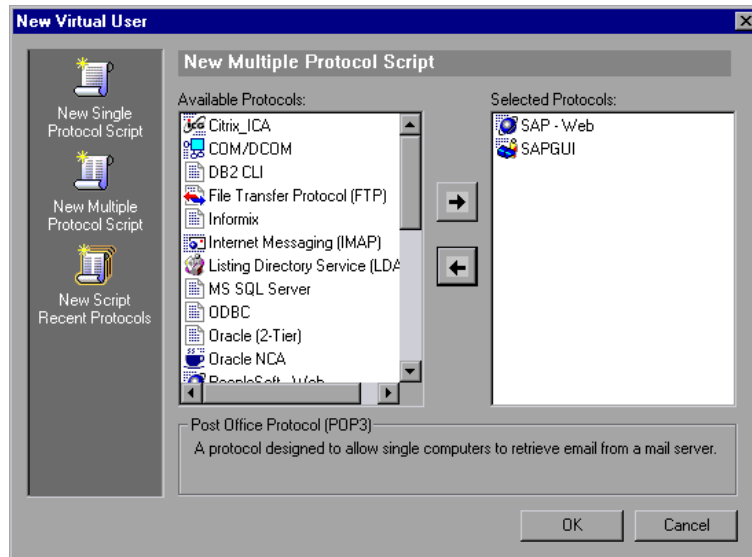 New Virtual User
New Single
Protocol Script
New Multiple
Protocol Script
New Script
Recent Protocols
New Multiple Protocol Script
Available Protocols:
Citrix_ICA
COM/DCOM
DB2 CLI
File Transfer Protocol (FTP)
Informix
Internet Messaging (IMAP)
Listing Directory Service (LDA
MS SQL Server
ODBC
Oracle (2-Tier)
Oracle NCA
PeopleSoft - Web
Selected Protocols:
SAP - Web
SAPGUI
Post Office Protocol (POP3)
A protocol designed to allow single computers to retrieve email from a mail server.
OK
Cancel